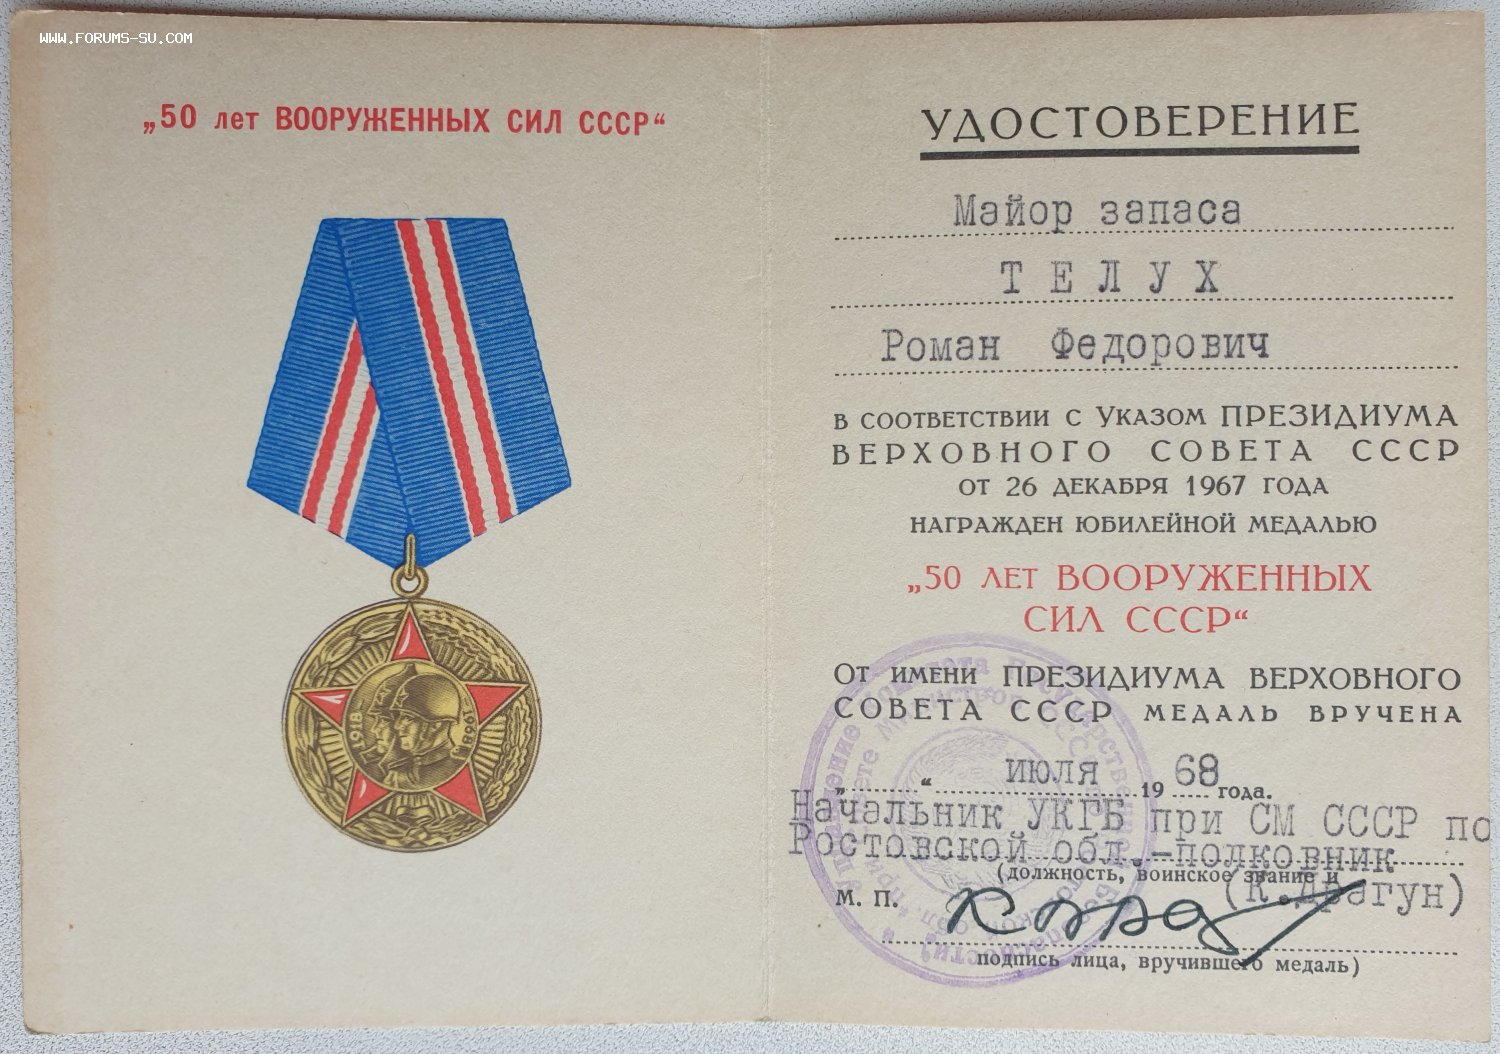 WWW.FORUMS-SU.COM
„50 лет ВООРУЖЕННЫХ СИЛ СССР“
1918
1968
УДОСТОВЕРЕНИЕ
Майор запаса
ТЕЛУХ
Роман Федорович
В СООТВЕТСТВИИ С УКАЗОМ ПРЕЗИДИУМА
ВЕРХОВНОГО СОВЕТА СССР
ОТ 26 ДЕКАБРЯ 1967 ГОДА
НАГРАЖДЕН ЮБИЛЕЙНОЙ МЕДАЛЬЮ
„50 ЛЕТ ВООРУЖЕННЫХ
СИЛ СССР“
ОТ ИМЕНИ ПРЕЗИДИУМА ВЕРХОВНОГО
СОВЕТА СССР МЕДАЛЬ ВРУЧЕНА
„ “ июля 1968 года.
Начальник УКГБ при СМ СССР по
Ростовской обл.-полковник
(должность, воинское звание и
(К.Драгун)
М. П.
подпись лица, вручившего медаль)